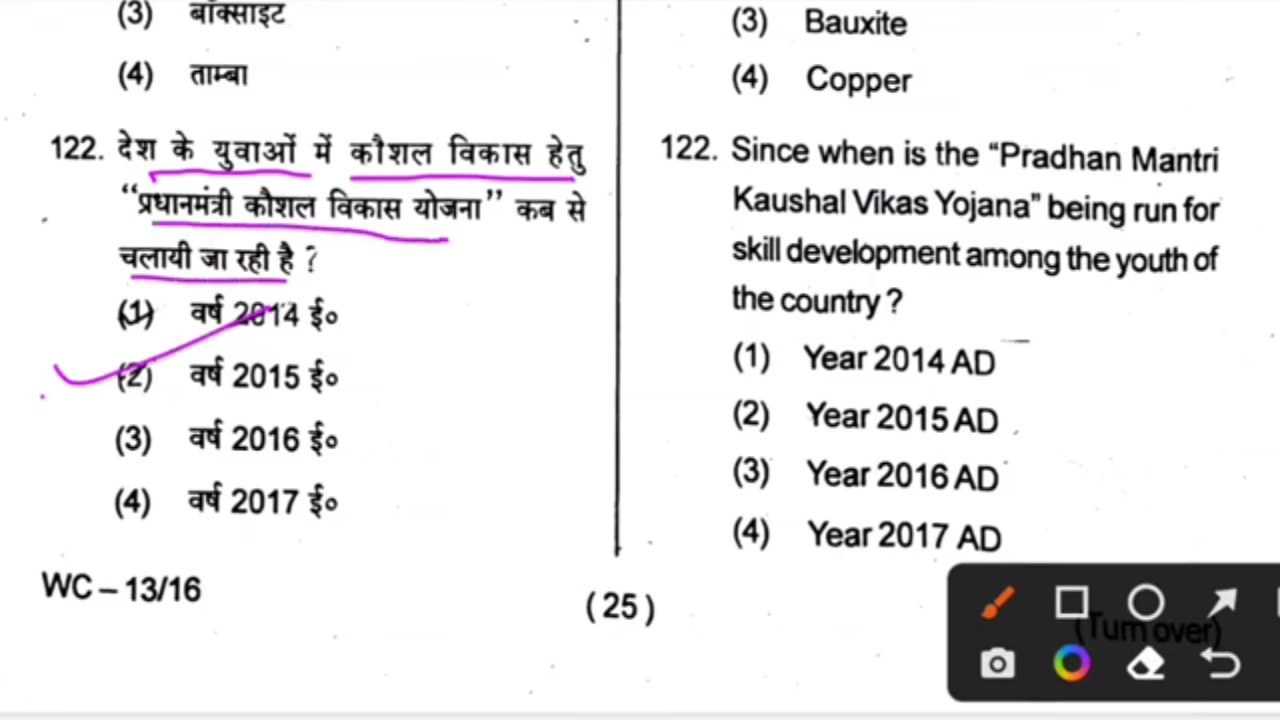 (3) बॉक्साइट
(4) ताम्बा
122. देश के युवाओं में कौशल विकास हेतु
“प्रधानमंत्री कौशल विकास योजना” कब से
चलायी जा रही है ?
(1) वर्ष 2014 ई०
(2) वर्ष 2015 ई०
(3) वर्ष 2016 ई०
(4) वर्ष 2017 ई०
WC – 13/16
(3) Bauxite
(4) Copper
122. Since when is the “Pradhan Mantri
Kaushal Vikas Yojana” being run for
skill development among the youth of
the country ?
(1) Year 2014 AD
(2) Year 2015 AD
(3) Year 2016 AD
(4) Year 2017 AD
( 25 )
(Turn over)